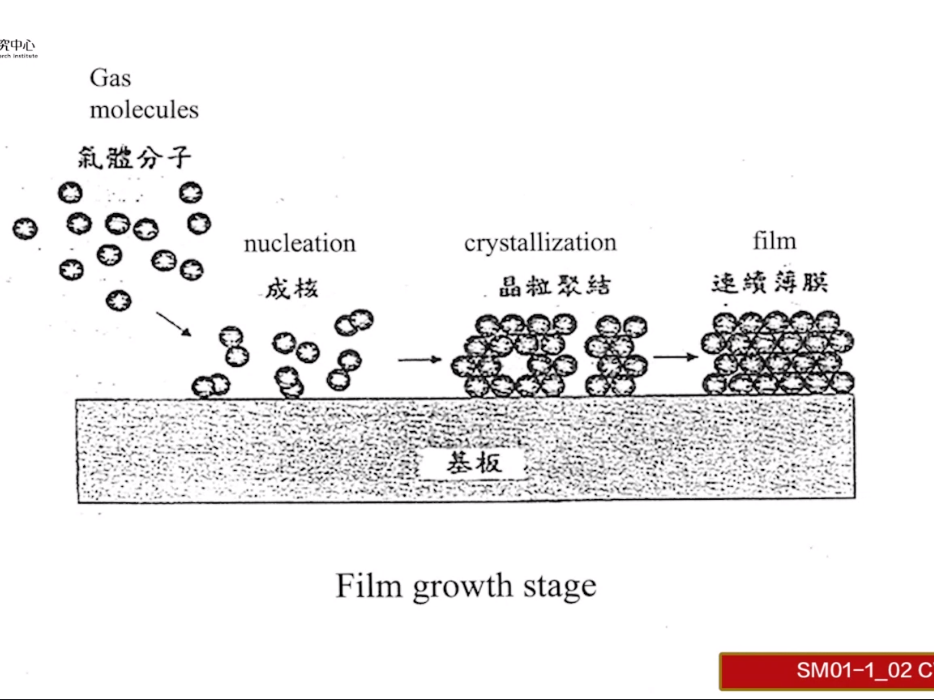 究中心
arch Institute
Gas
molecules
氣體分子
nucleation
成核
crystallization
晶粒聚結
film
連續薄膜
基板
Film growth stage
SM01-1_02 C